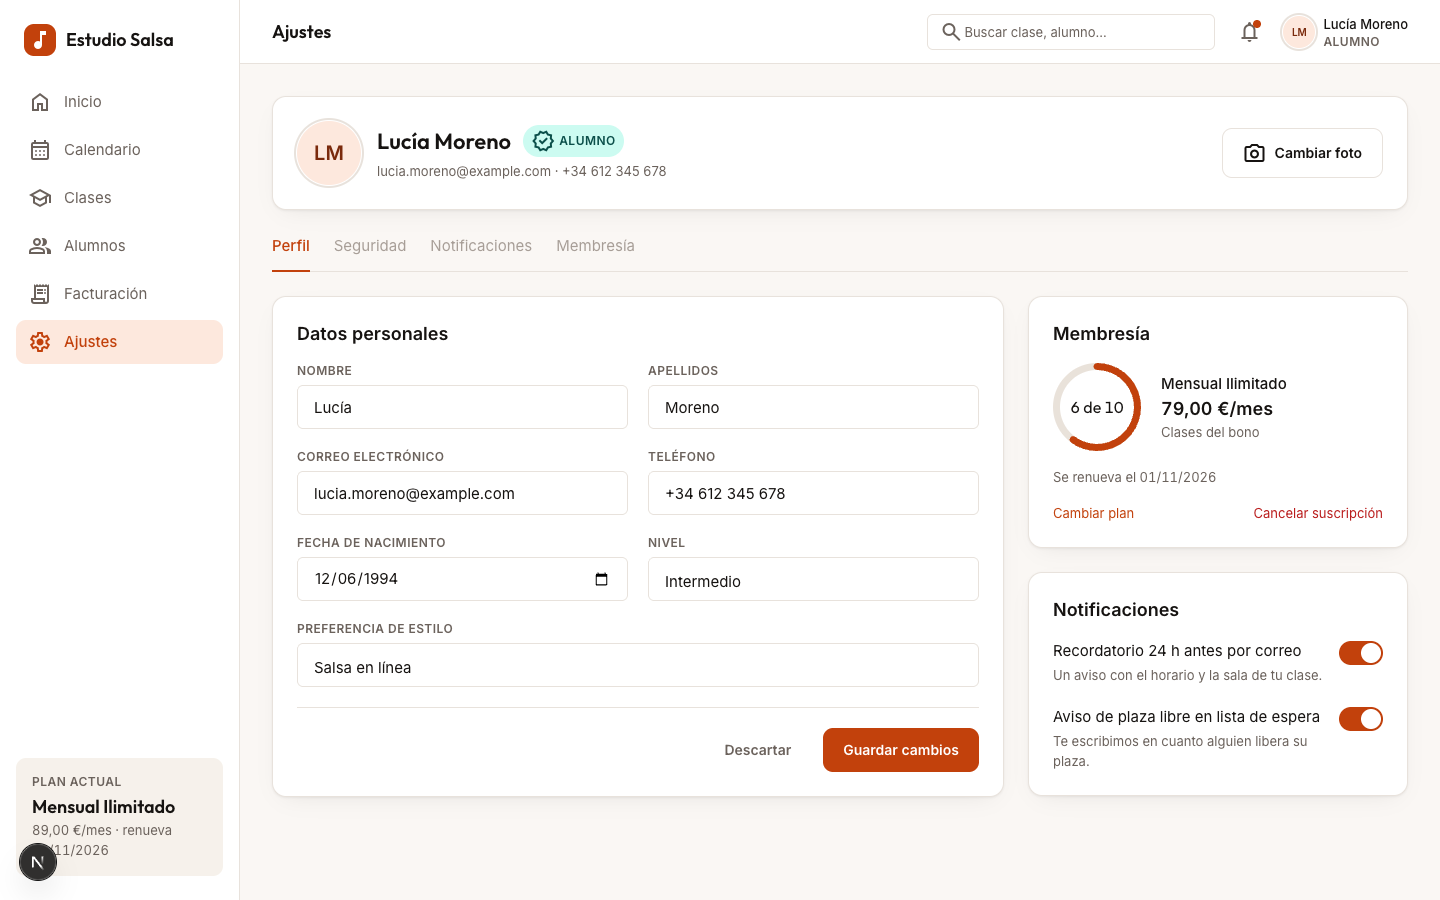 Estudio Salsa
Inicio
Calendario
Clases
Alumnos
Facturación
Ajustes
PLAN ACTUAL
Mensual Ilimitado
89,00 €/mes · renueva
/11/2026
N
Ajustes
Buscar clase, alumno...
LM
Lucía Moreno
ALUMNO
LM
Lucía Moreno
ALUMNO
lucia.moreno@example.com · +34 612 345 678
Cambiar foto
Perfil
Seguridad
Notificaciones
Membresía
Datos personales
NOMBRE
Lucía
APELLIDOS
Moreno
CORREO ELECTRÓNICO
lucia.moreno@example.com
TELÉFONO
+34 612 345 678
FECHA DE NACIMIENTO
12/06/1994
NIVEL
Intermedio
PREFERENCIA DE ESTILO
Salsa en línea
Descartar
Guardar cambios
Membresía
6 de 10
Mensual Ilimitado
79,00 €/mes
Clases del bono
Se renueva el 01/11/2026
Cambiar plan
Cancelar suscripción
Notificaciones
Recordatorio 24 h antes por correo
Un aviso con el horario y la sala de tu clase.
Aviso de plaza libre en lista de espera
Te escribimos en cuanto alguien libera su
plaza.